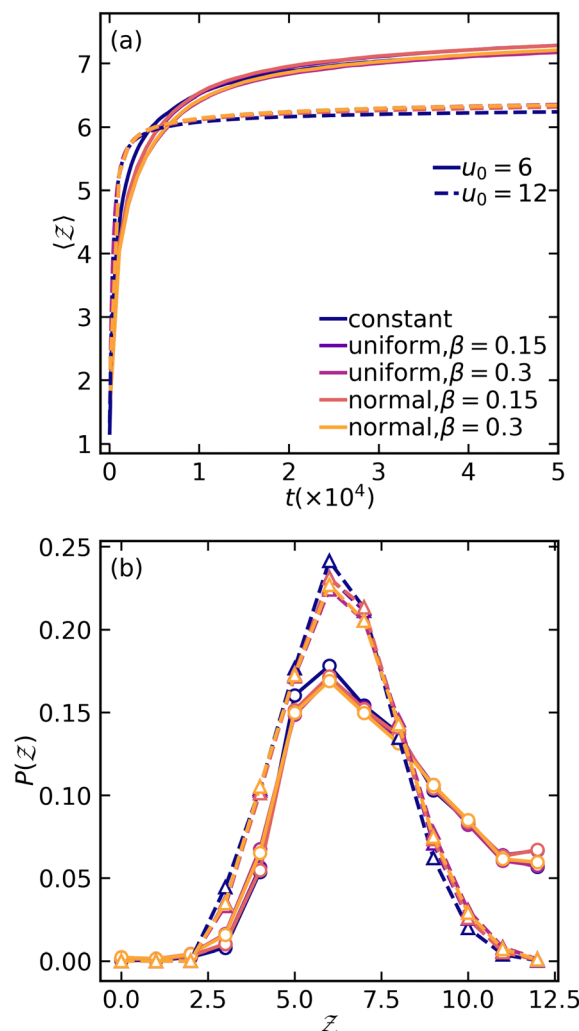 (a)
7
6
5
4
3
2
1
⟨𝒵⟩
u₀ = 6
u₀ = 12
constant
uniform,β = 0.15
uniform,β = 0.3
normal,β = 0.15
normal,β = 0.3
0 1 2 3 4 5
t(×10⁴)
(b)
0.25
0.20
0.15
0.10
0.05
0.00
P(𝒵)
0.0 2.5 5.0 7.5 10.0 12.5
𝒵